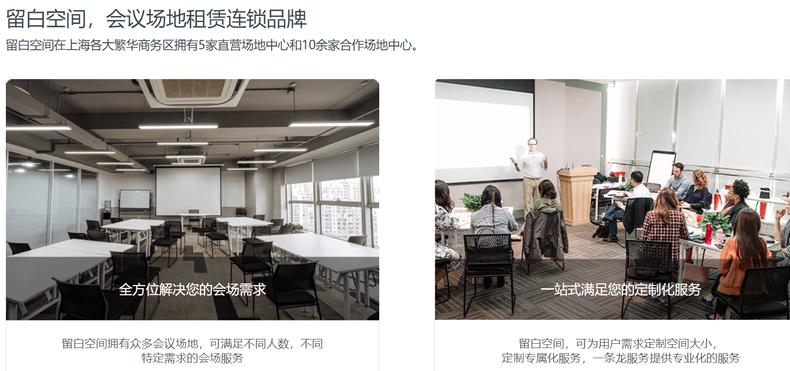 留白空间，会议场地租赁连锁品牌
留白空间在上海各大繁华商务区拥有5家直营场地中心和10余家合作场地中心。
全方位解决您的会场需求
一站式满足您的定制化服务
留白空间拥有众多会议场地，可满足不同人数，不同
特定需求的会场服务
留白空间，可为用户需求定制空间大小，
定制专属化服务，一条龙服务提供专业化的服务